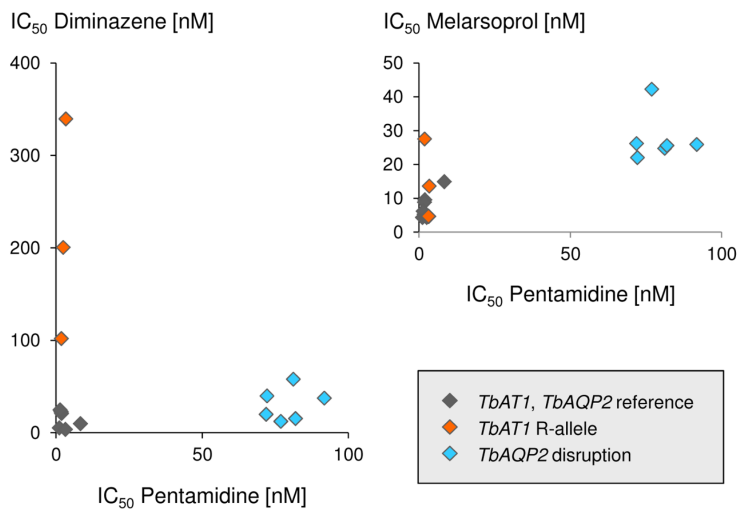 IC50 Diminazene [nM]
400
300
200
100
0
0 50 100
IC50 Pentamidine [nM]
IC50 Melarsoprol [nM]
50
40
30
20
10
0
0 50 100
IC50 Pentamidine [nM]
TbAT1, TbAQP2 reference
TbAT1 R-allele
TbAQP2 disruption